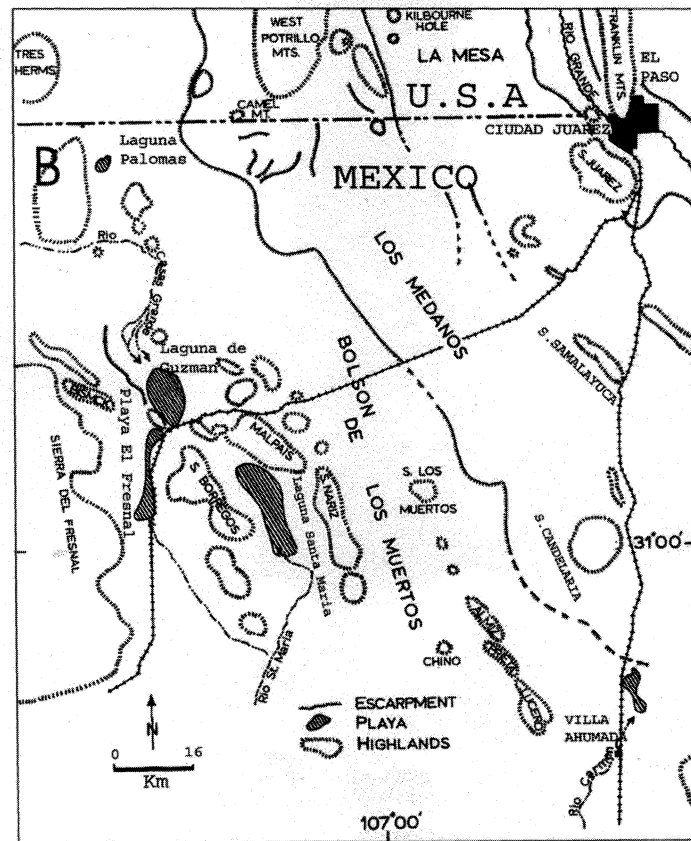 WEST
POTRILLO
MTS.
KILBOURNE
HOLE
LA MESA
RIO GRANDE
FRANKLIN MTS
EL
PASO
TRES
HERMS.
U.S.A
CAMEL
MT.
CIUDAD JUAREZ
B
Laguna
Palomas
MEXICO
S.JUAREZ
Rio
Casas Grande
LOS MEDANOS
Laguna de
Guzman
BOLSON DE
S. SAMALAYUCA
Playa El Fresnal
SIERRA DEL FRESNAL
MALPAIS
S. BORREGOS
Laguna Santa Maria
S. NARIZ
S. LOS
MUERTOS
LOS MUERTOS
S. CANDELARIA
31°00'
Rio St. Maria
CHINO
LUCERO
ESCARPMENT
PLAYA
HIGHLANDS
N
0 16
Km
VILLA
AHUMADA
Rio Carmen
107°00'